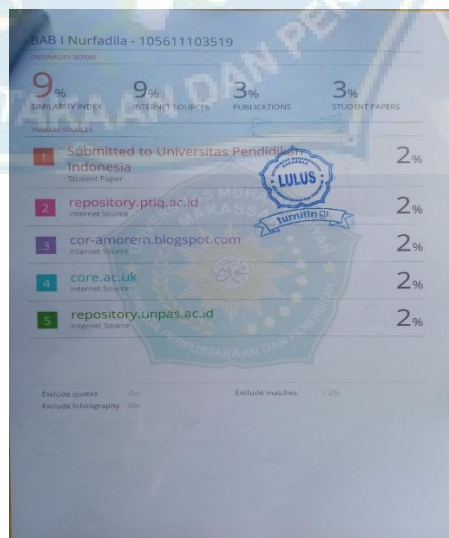 BAB I Nurfadila - 105611103519
ORIGINALITY REPORT
9% 9% 3% 3%
SIMILARITY INDEX INTERNET SOURCES PUBLICATIONS STUDENT PAPERS
PRIMARY SOURCES
1 Submitted to Universitas Pendidikan 2%
Indonesia
Student Paper
LULUS
turnitin
2 repository.ptiq.ac.id 2%
Internet Source
3 cor-amorem.blogspot.com 2%
Internet Source
4 core.ac.uk 2%
Internet Source
5 repository.unpas.ac.id 2%
Internet Source
Exclude quotes On Exclude matches < 2%
Exclude bibliography On